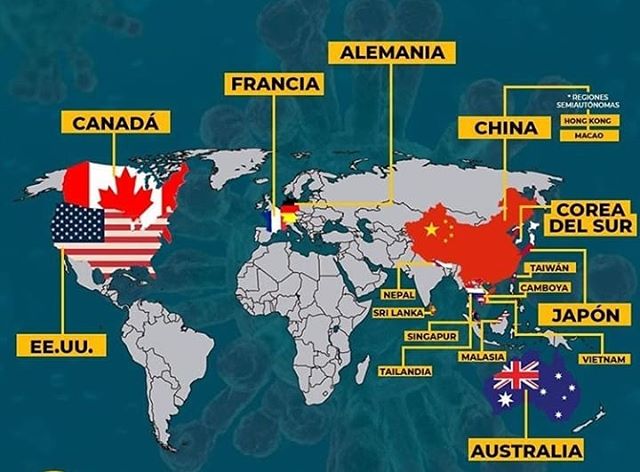 ALEMANIA
FRANCIA
CANADÁ
* REGIONES
SEMIAUTÓNOMAS
HONG KONG
MACAO
CHINA
COREA
DEL SUR
TAIWÁN
CAMBOYA
NEPAL
SRI LANKA
JAPÓN
SINGAPUR
EE.UU.
MALASIA
VIETNAM
TAILANDIA
AUSTRALIA